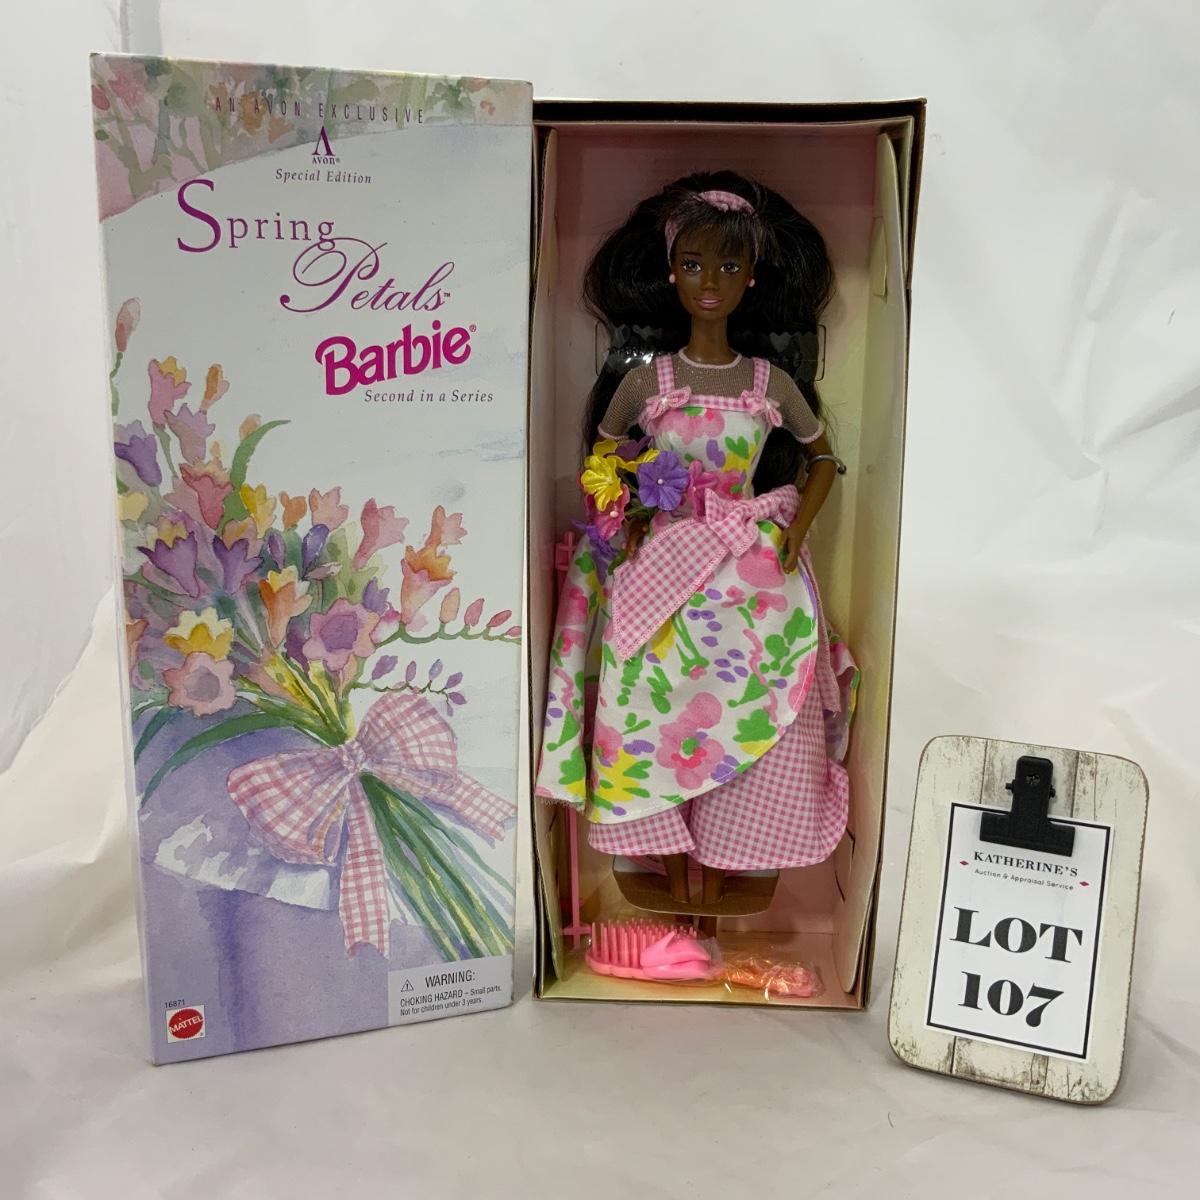 AN AVON EXCLUSIVE
AVON®
Special Edition
Spring
Petals™
Barbie®
Second in a Series
WARNING:
CHOKING HAZARD – Small parts.
Not for children under 3 years.
16871
MATTEL
KATHERINE'S
Auction & Appraisal Service
LOT
107